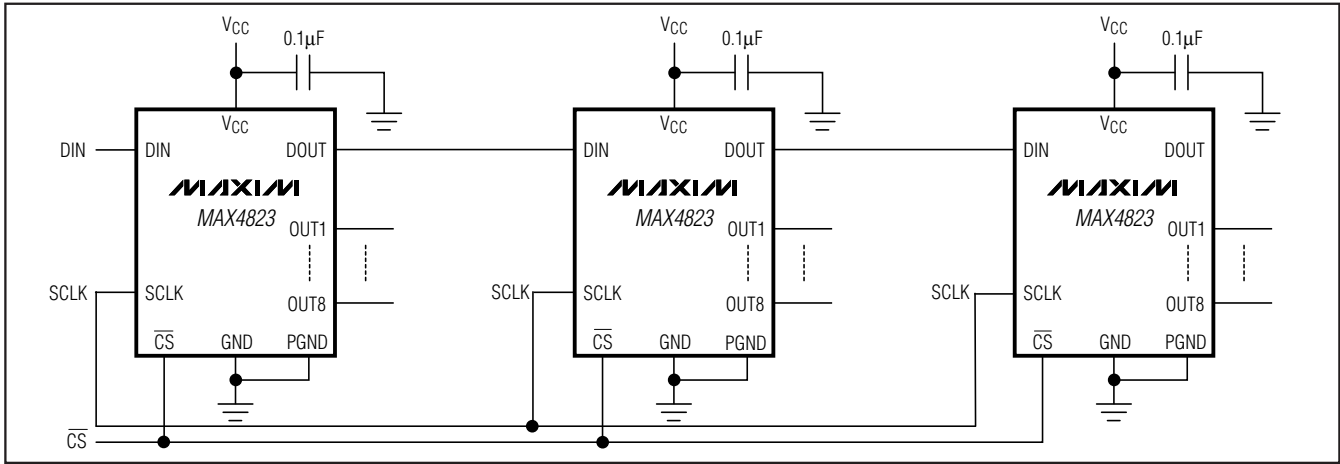 VCC
0.1µF
VCC
DIN
DIN
DOUT
MAXIM
MAX4823
OUT1
SCLK
SCLK
OUT8
CS
GND
PGND
VCC
0.1µF
VCC
DIN
DOUT
MAXIM
MAX4823
OUT1
SCLK
SCLK
OUT8
CS
GND
PGND
VCC
0.1µF
VCC
DIN
DOUT
MAXIM
MAX4823
OUT1
SCLK
SCLK
OUT8
CS
GND
PGND
CS